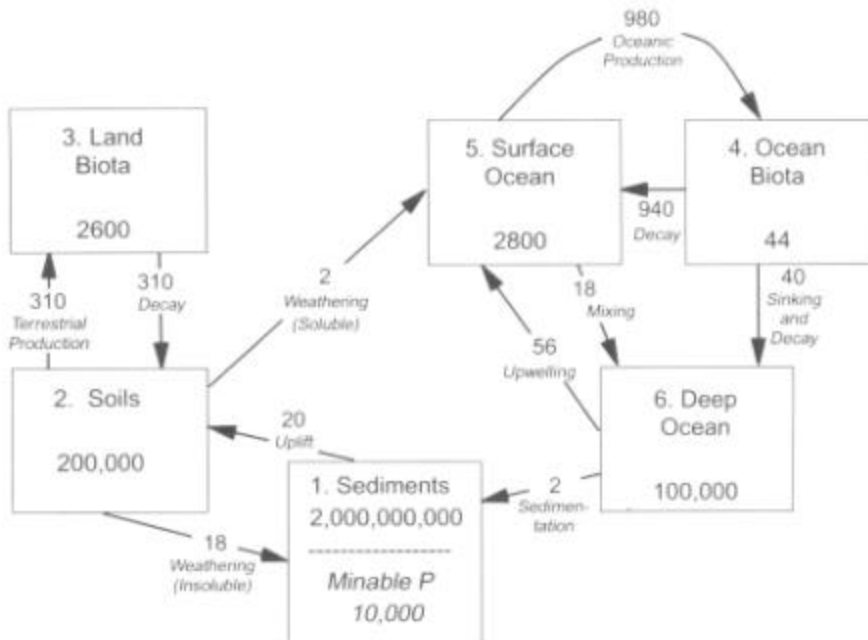 980
Oceanic
Production
3. Land
Biota
2600
5. Surface
Ocean
2800
4. Ocean
Biota
44
940
Decay
310
Terrestrial
Production
310
Decay
2
Weathering
(Soluble)
18
Mixing
40
Sinking
and
Decay
56
Upwelling
2. Soils
200,000
20
Uplift
6. Deep
Ocean
100,000
1. Sediments
2,000,000,000
Minable P
10,000
2
Sedimen-
tation
18
Weathering
(Insoluble)